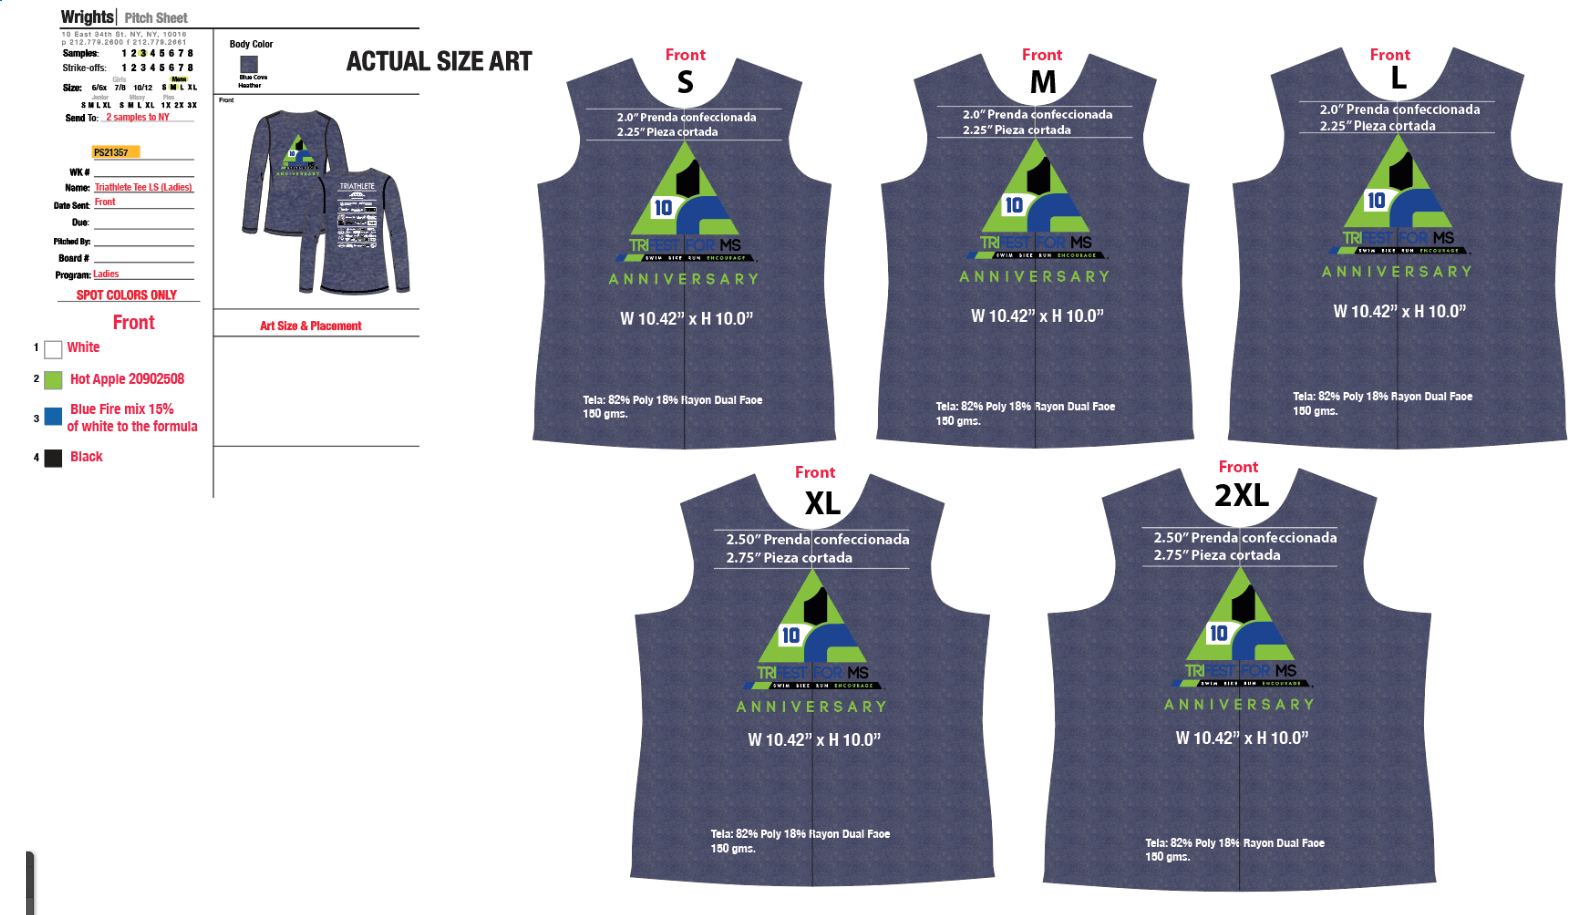 Wrights Pitch Sheet
10 East 34th St. NY, NY, 10016
p 212.779.2600 f 212.779.2661
Samples: 1 2 3 4 5 6 7 8
Strike-offs: 1 2 3 4 5 6 7 8
Girls Mens
Size: 6/6x 7/8 10/12 S M L XL
Junior Missy Plus
S M L XL S M L XL 1X 2X 3X
Send To: 2 samples to NY
PS21357
WK #
Name: Triathlete Tee LS (Ladies)
Date Sent: Front
Due:
Pitched By:
Board #
Program: Ladies
SPOT COLORS ONLY
Front
1 White
2 Hot Apple 20902508
3 Blue Fire mix 15%
of white to the formula
4 Black
Body Color
Blue Cove
Heather
ACTUAL SIZE ART
Front
TRIATHLETE
Art Size & Placement
Front
S
2.0” Prenda confeccionada
2.25” Pieza cortada
10
TRIFEST FOR MS
SWIM BIKE RUN ENCOURAGE
ANNIVERSARY
W 10.42” x H 10.0”
Tela: 82% Poly 18% Rayon Dual Face
150 gms.
Front
M
2.0” Prenda confeccionada
2.25” Pieza cortada
10
TRIFEST FOR MS
SWIM BIKE RUN ENCOURAGE
ANNIVERSARY
W 10.42” x H 10.0”
Tela: 82% Poly 18% Rayon Dual Face
150 gms.
Front
L
2.0” Prenda confeccionada
2.25” Pieza cortada
10
TRIFEST FOR MS
SWIM BIKE RUN ENCOURAGE
ANNIVERSARY
W 10.42” x H 10.0”
Tela: 82% Poly 18% Rayon Dual Face
150 gms.
Front
XL
2.50” Prenda confeccionada
2.75” Pieza cortada
10
TRIFEST FOR MS
SWIM BIKE RUN ENCOURAGE
ANNIVERSARY
W 10.42” x H 10.0”
Tela: 82% Poly 18% Rayon Dual Face
150 gms.
Front
2XL
2.50” Prenda confeccionada
2.75” Pieza cortada
10
TRIFEST FOR MS
SWIM BIKE RUN ENCOURAGE
ANNIVERSARY
W 10.42” x H 10.0”
Tela: 82% Poly 18% Rayon Dual Face
150 gms.